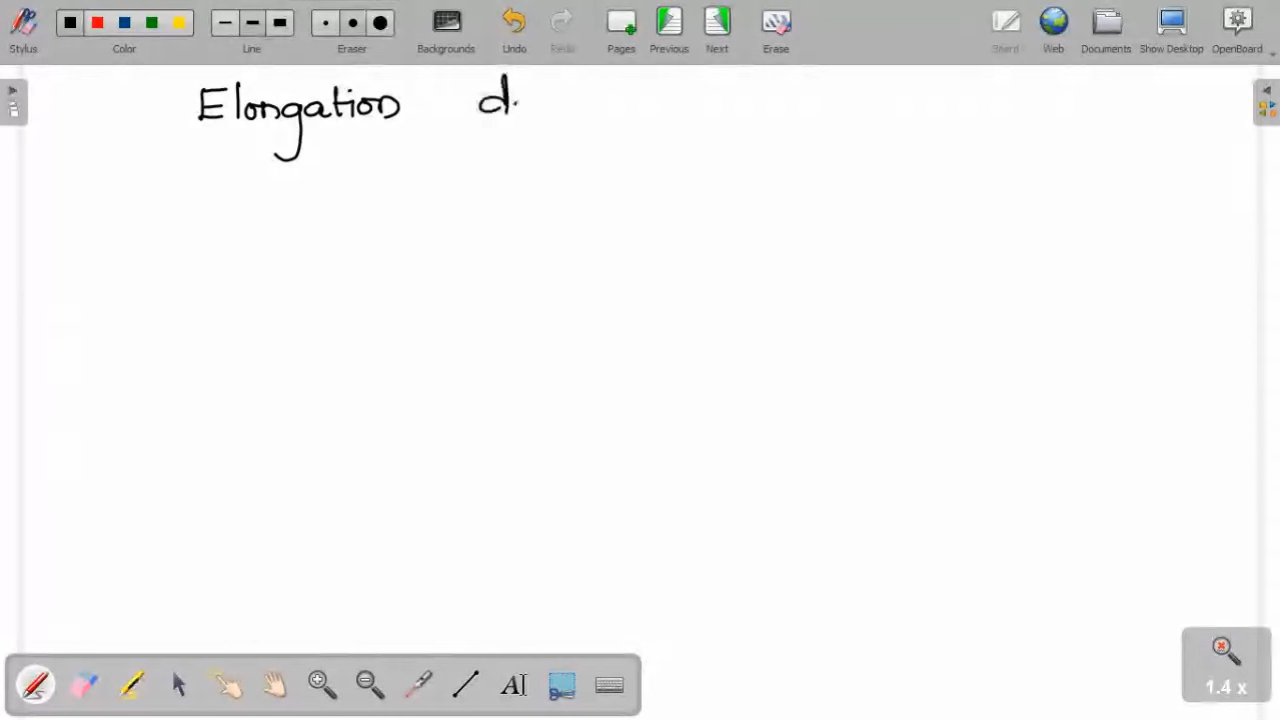 Stylus
Color
Line
Eraser
Backgrounds
Undo
Redo
Pages
Previous
Next
Erase
Board
Web
Documents
Show Desktop
OpenBoard
Elongation d
AI
1.4 x